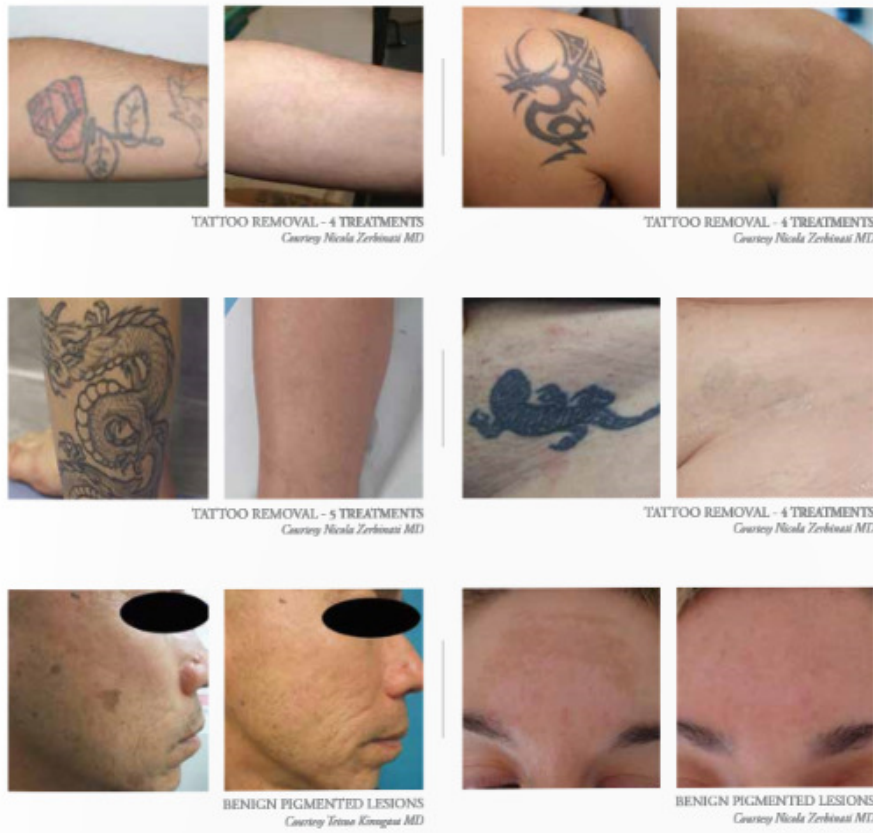 TATTOO REMOVAL - 4 TREATMENTS
Courtesy Nicola Zerbinati MD
TATTOO REMOVAL - 4 TREATMENTS
Courtesy Nicola Zerbinati MD
TATTOO REMOVAL - 5 TREATMENTS
Courtesy Nicola Zerbinati MD
TATTOO REMOVAL - 4 TREATMENTS
Courtesy Nicola Zerbinati MD
BENIGN PIGMENTED LESIONS
Courtesy MD
BENIGN PIGMENTED LESIONS
Courtesy Nicola Zerbinati MD